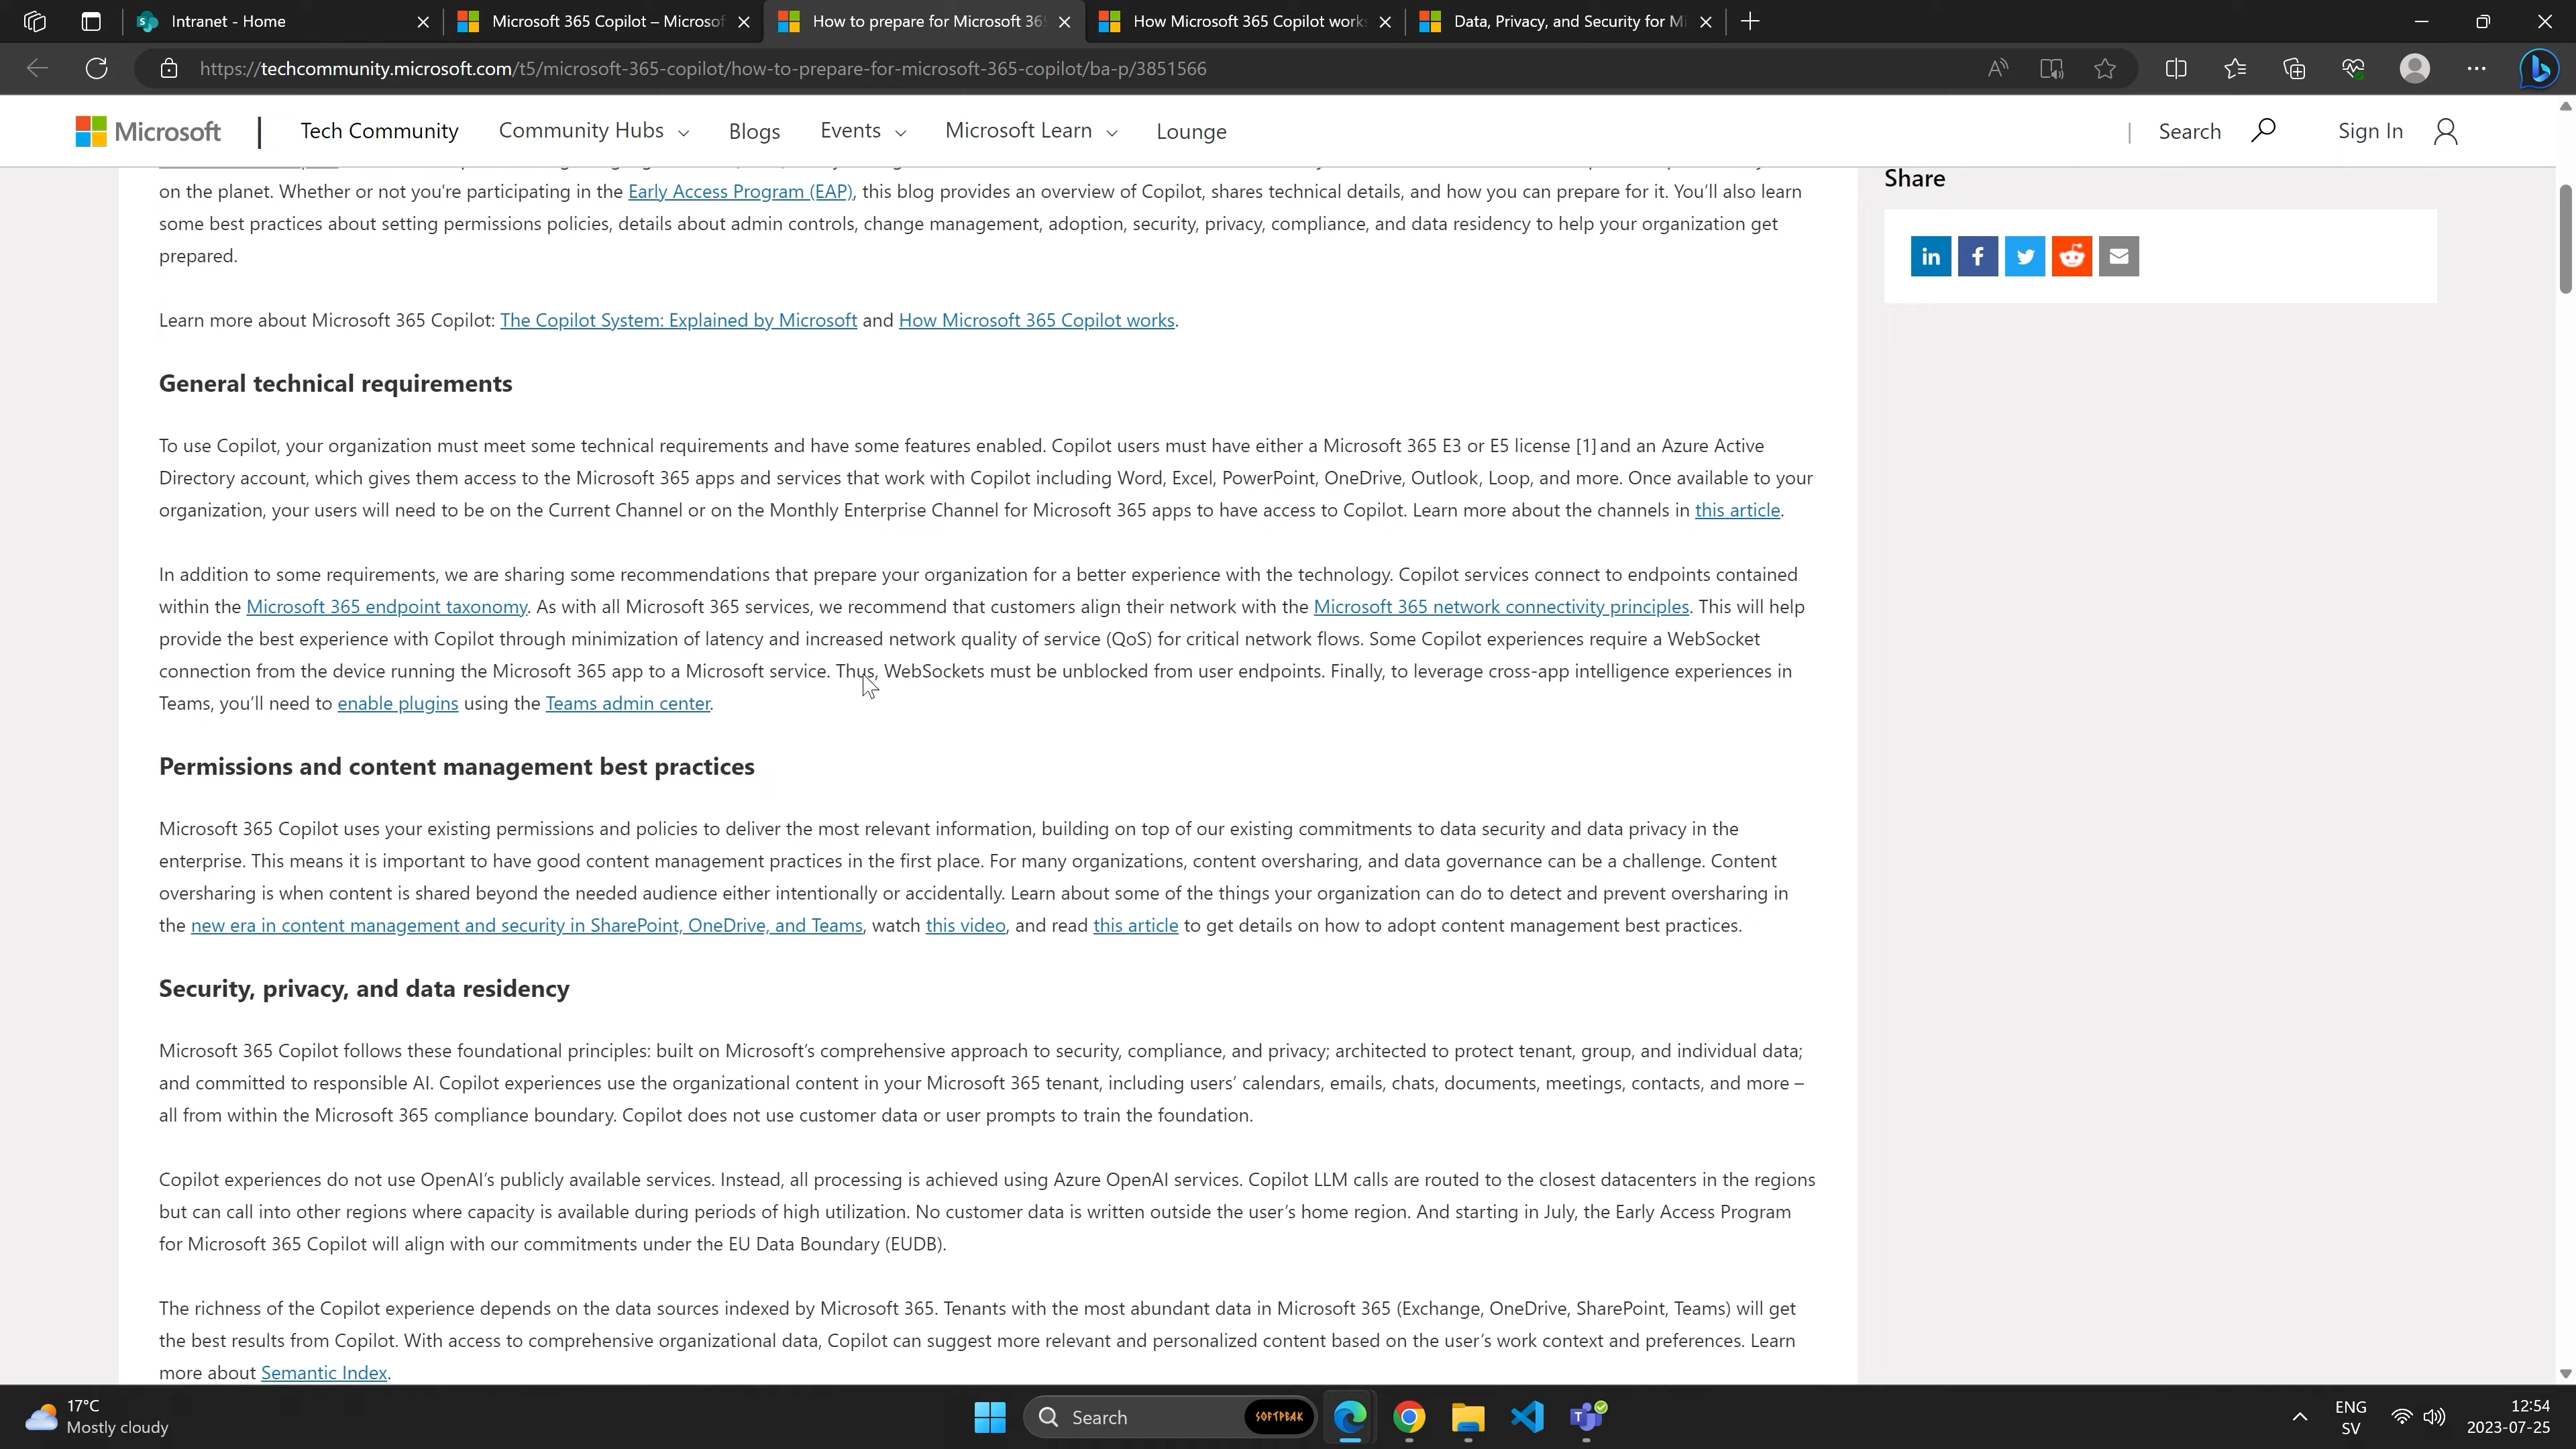 Intranet - Home
Microsoft 365 Copilot – Microsof
How to prepare for Microsoft 36
How Microsoft 365 Copilot work
Data, Privacy, and Security for Mi
https://techcommunity.microsoft.com/t5/microsoft-365-copilot/how-to-prepare-for-microsoft-365-copilot/ba-p/3851566
Microsoft | Tech Community Community Hubs Blogs Events Microsoft Learn Lounge | Search Sign In
on the planet. Whether or not you're participating in the Early Access Program (EAP), this blog provides an overview of Copilot, shares technical details, and how you can prepare for it. You'll also learn
some best practices about setting permissions policies, details about admin controls, change management, adoption, security, privacy, compliance, and data residency to help your organization get
prepared.
Share
Learn more about Microsoft 365 Copilot: The Copilot System: Explained by Microsoft and How Microsoft 365 Copilot works.
General technical requirements
To use Copilot, your organization must meet some technical requirements and have some features enabled. Copilot users must have either a Microsoft 365 E3 or E5 license [1] and an Azure Active
Directory account, which gives them access to the Microsoft 365 apps and services that work with Copilot including Word, Excel, PowerPoint, OneDrive, Outlook, Loop, and more. Once available to your
organization, your users will need to be on the Current Channel or on the Monthly Enterprise Channel for Microsoft 365 apps to have access to Copilot. Learn more about the channels in this article.
In addition to some requirements, we are sharing some recommendations that prepare your organization for a better experience with the technology. Copilot services connect to endpoints contained
within the Microsoft 365 endpoint taxonomy. As with all Microsoft 365 services, we recommend that customers align their network with the Microsoft 365 network connectivity principles. This will help
provide the best experience with Copilot through minimization of latency and increased network quality of service (QoS) for critical network flows. Some Copilot experiences require a WebSocket
connection from the device running the Microsoft 365 app to a Microsoft service. Thus, WebSockets must be unblocked from user endpoints. Finally, to leverage cross-app intelligence experiences in
Teams, you'll need to enable plugins using the Teams admin center.
Permissions and content management best practices
Microsoft 365 Copilot uses your existing permissions and policies to deliver the most relevant information, building on top of our existing commitments to data security and data privacy in the
enterprise. This means it is important to have good content management practices in the first place. For many organizations, content oversharing, and data governance can be a challenge. Content
oversharing is when content is shared beyond the needed audience either intentionally or accidentally. Learn about some of the things your organization can do to detect and prevent oversharing in
the new era in content management and security in SharePoint, OneDrive, and Teams, watch this video, and read this article to get details on how to adopt content management best practices.
Security, privacy, and data residency
Microsoft 365 Copilot follows these foundational principles: built on Microsoft's comprehensive approach to security, compliance, and privacy; architected to protect tenant, group, and individual data;
and committed to responsible AI. Copilot experiences use the organizational content in your Microsoft 365 tenant, including users' calendars, emails, chats, documents, meetings, contacts, and more –
all from within the Microsoft 365 compliance boundary. Copilot does not use customer data or user prompts to train the foundation.
Copilot experiences do not use OpenAI's publicly available services. Instead, all processing is achieved using Azure OpenAI services. Copilot LLM calls are routed to the closest datacenters in the regions
but can call into other regions where capacity is available during periods of high utilization. No customer data is written outside the user's home region. And starting in July, the Early Access Program
for Microsoft 365 Copilot will align with our commitments under the EU Data Boundary (EUDB).
The richness of the Copilot experience depends on the data sources indexed by Microsoft 365. Tenants with the most abundant data in Microsoft 365 (Exchange, OneDrive, SharePoint, Teams) will get
the best results from Copilot. With access to comprehensive organizational data, Copilot can suggest more relevant and personalized content based on the user's work context and preferences. Learn
more about Semantic Index.
17°C
Mostly cloudy
Search
SOFTPEAK
ENG
SV
12:54
2023-07-25